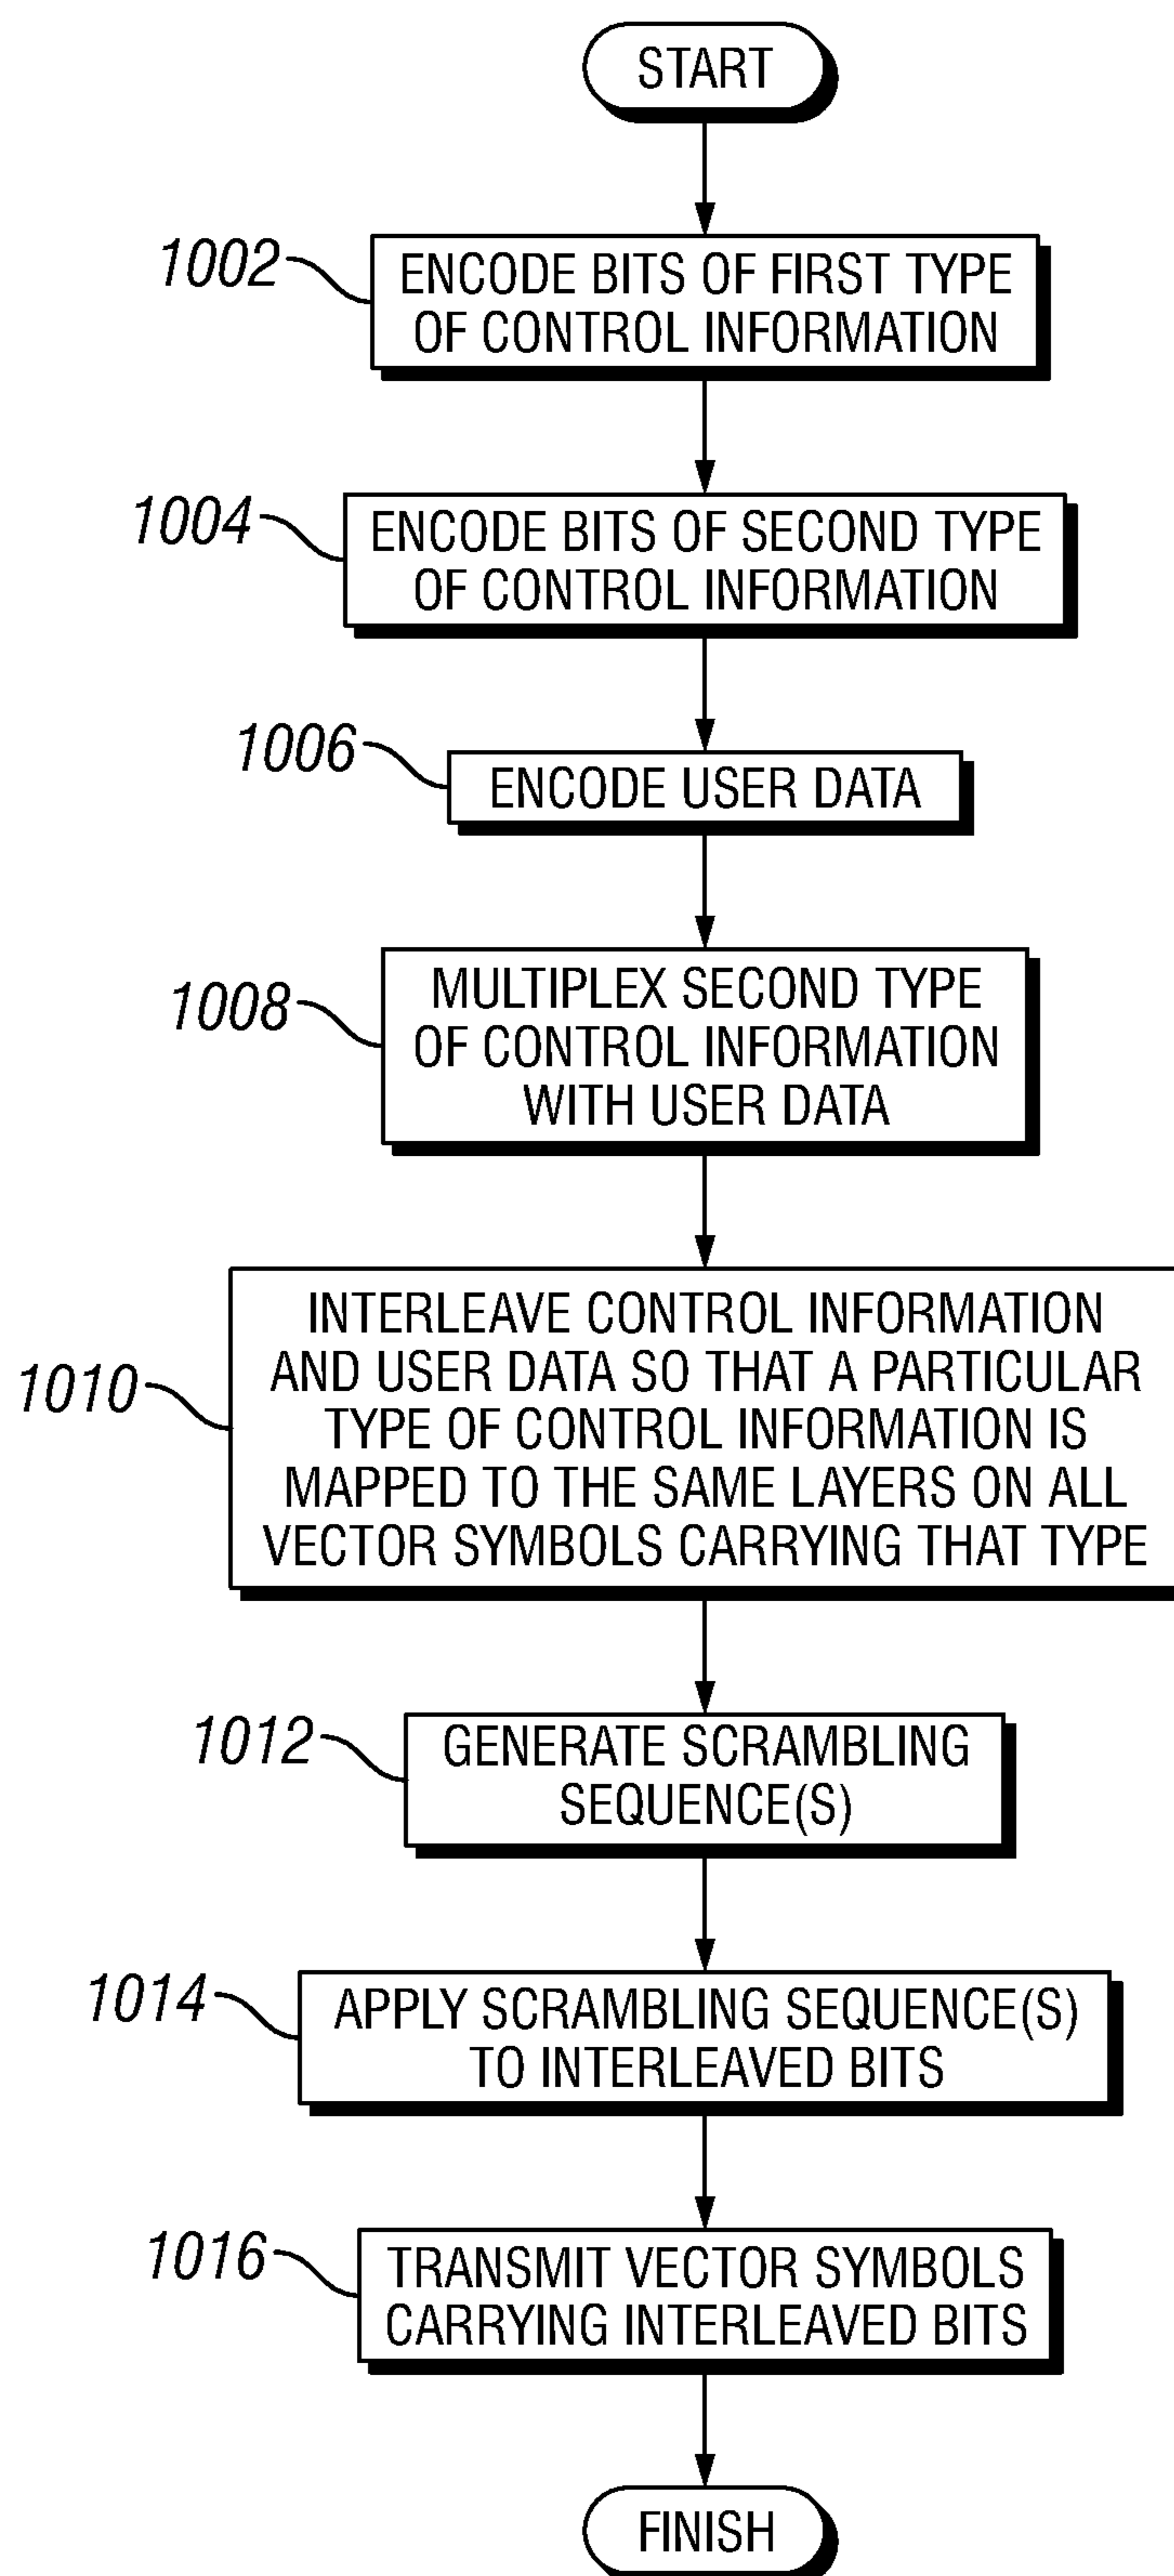 START
1002
ENCODE BITS OF FIRST TYPE
OF CONTROL INFORMATION
1004
ENCODE BITS OF SECOND TYPE
OF CONTROL INFORMATION
1006
ENCODE USER DATA
1008
MULTIPLEX SECOND TYPE
OF CONTROL INFORMATION
WITH USER DATA
1010
INTERLEAVE CONTROL INFORMATION
AND USER DATA SO THAT A PARTICULAR
TYPE OF CONTROL INFORMATION IS
MAPPED TO THE SAME LAYERS ON ALL
VECTOR SYMBOLS CARRYING THAT TYPE
1012
GENERATE SCRAMBLING
SEQUENCE(S)
1014
APPLY SCRAMBLING SEQUENCE(S)
TO INTERLEAVED BITS
1016
TRANSMIT VECTOR SYMBOLS
CARRYING INTERLEAVED BITS
FINISH